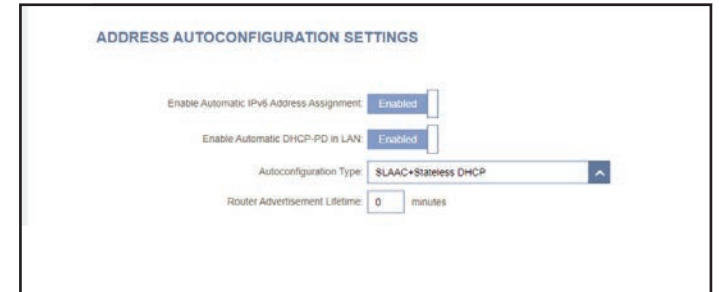 ADDRESS AUTOCONFIGURATION SETTINGS
Enable Automatic IPv6 Address Assignment: Enabled
Enable Automatic DHCP-PD in LAN: Enabled
Autoconfiguration Type: SLAAC+Stateless DHCP
Router Advertisement Lifetime: 0 minutes